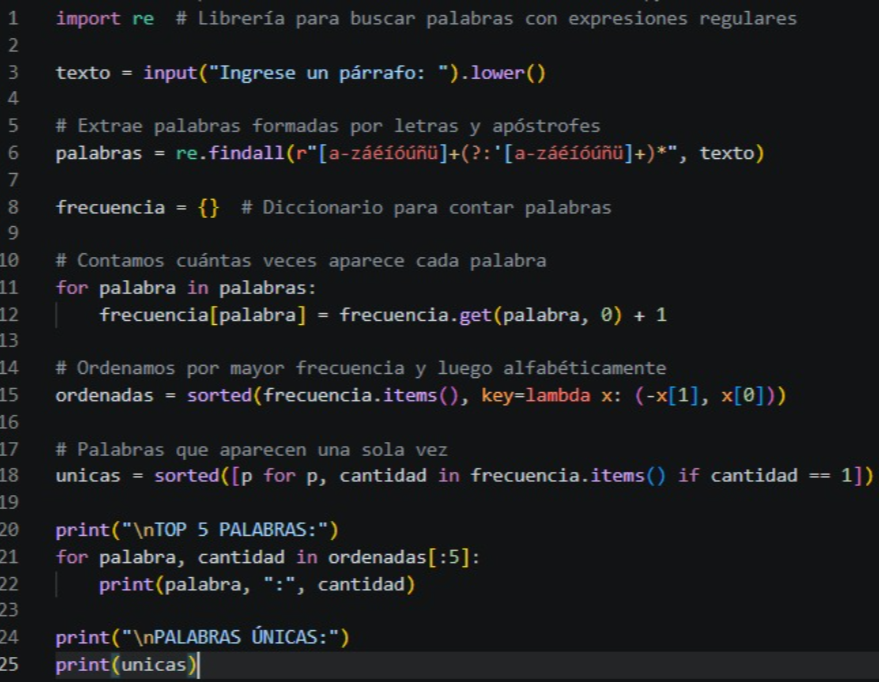 1 import re  # Librería para buscar palabras con expresiones regulares
2
3 texto = input("Ingrese un párrafo: ").lower()
4
5 # Extrae palabras formadas por letras y apóstrofes
6 palabras = re.findall(r"[a-záéíóúñü]+(?:'[a-záéíóúñü]+)*", texto)
7
8 frecuencia = {}  # Diccionario para contar palabras
9
10 # Contamos cuántas veces aparece cada palabra
11 for palabra in palabras:
12     frecuencia[palabra] = frecuencia.get(palabra, 0) + 1
13
14 # Ordenamos por mayor frecuencia y luego alfabéticamente
15 ordenadas = sorted(frecuencia.items(), key=lambda x: (-x[1], x[0]))
16
17 # Palabras que aparecen una sola vez
18 unicas = sorted([p for p, cantidad in frecuencia.items() if cantidad == 1])
19
20 print("\nTOP 5 PALABRAS:")
21 for palabra, cantidad in ordenadas[:5]:
22     print(palabra, ":", cantidad)
23
24 print("\nPALABRAS ÚNICAS:")
25 print(unicas)